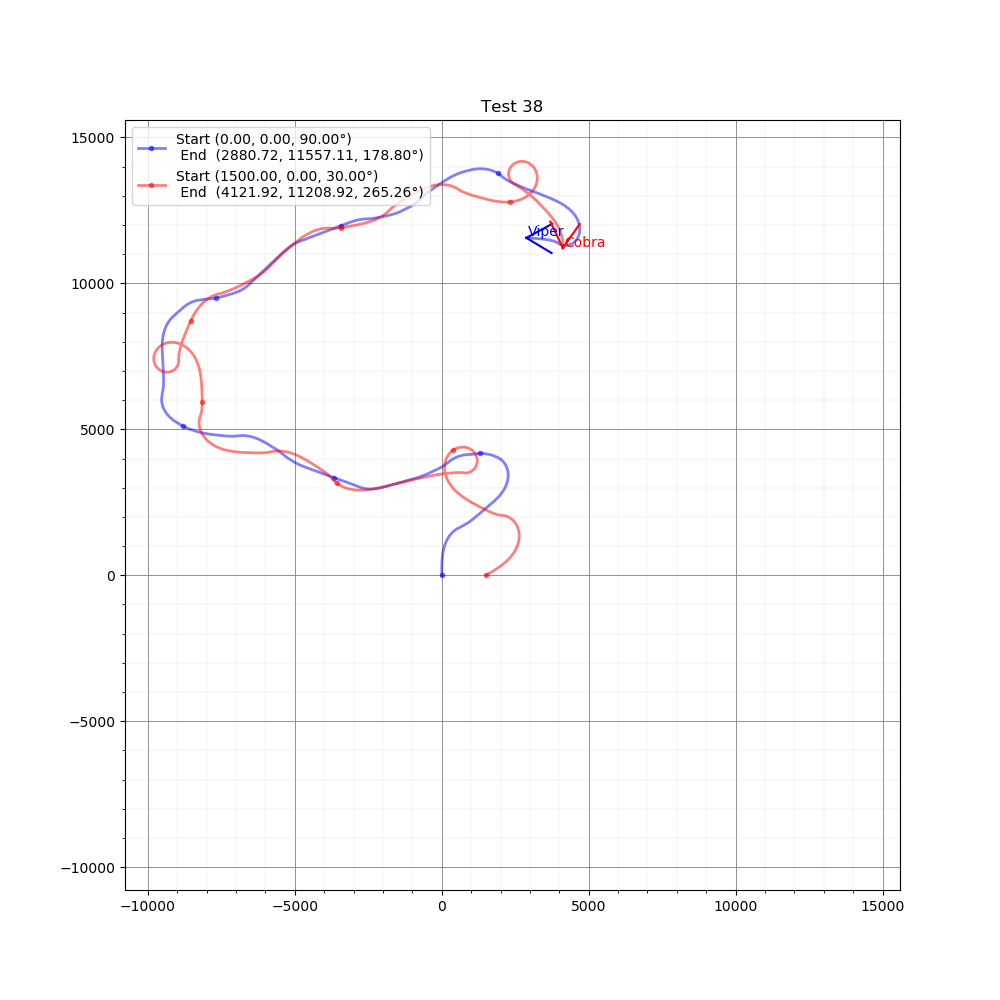 Test 38
Start (0.00, 0.00, 90.00°)
End  (2880.72, 11557.11, 178.80°)
Start (1500.00, 0.00, 30.00°)
End  (4121.92, 11208.92, 265.26°)
Viper
Cobra
15000
10000
5000
0
−5000
−10000
−10000
−5000
0
5000
10000
15000